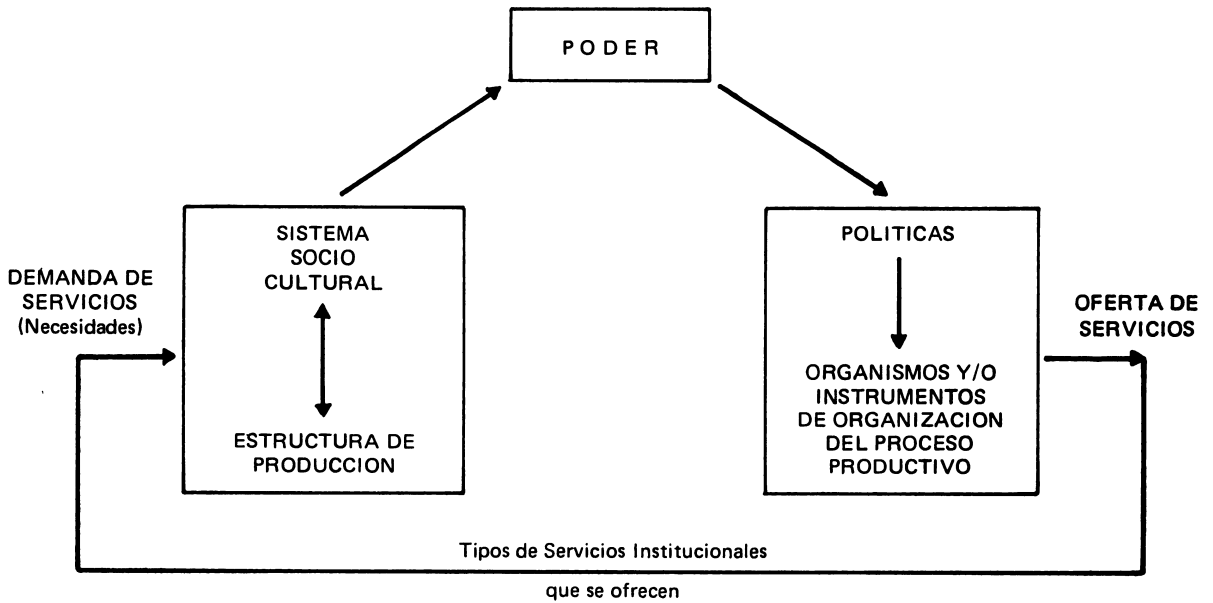 PODER
SISTEMA
SOCIO
CULTURAL
ESTRUCTURA DE
PRODUCCION
POLITICAS
ORGANISMOS Y/O
INSTRUMENTOS
DE ORGANIZACION
DEL PROCESO
PRODUCTIVO
DEMANDA DE
SERVICIOS
(Necesidades)
OFERTA DE
SERVICIOS
Tipos de Servicios Institucionales
que se ofrecen